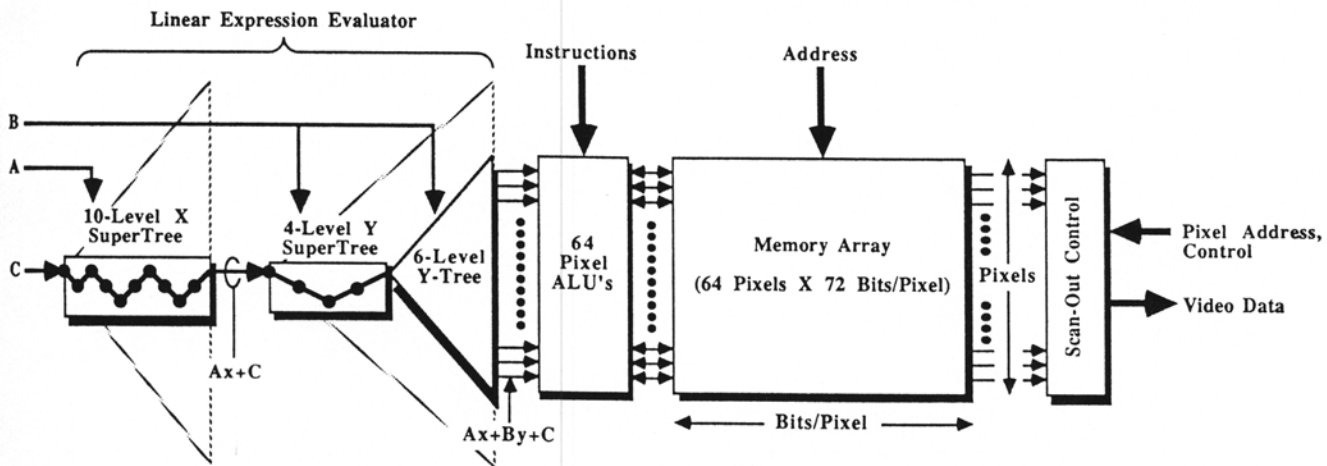 Linear Expression Evaluator
Instructions
Address
B
A
10-Level X
SuperTree
4-Level Y
SuperTree
6-Level
Y-Tree
64
Pixel
ALU's
Memory Array
(64 Pixels X 72 Bits/Pixel)
Pixels
Scan-Out Control
Pixel Address,
Control
Video Data
C
Ax+C
Ax+By+C
Bits/Pixel